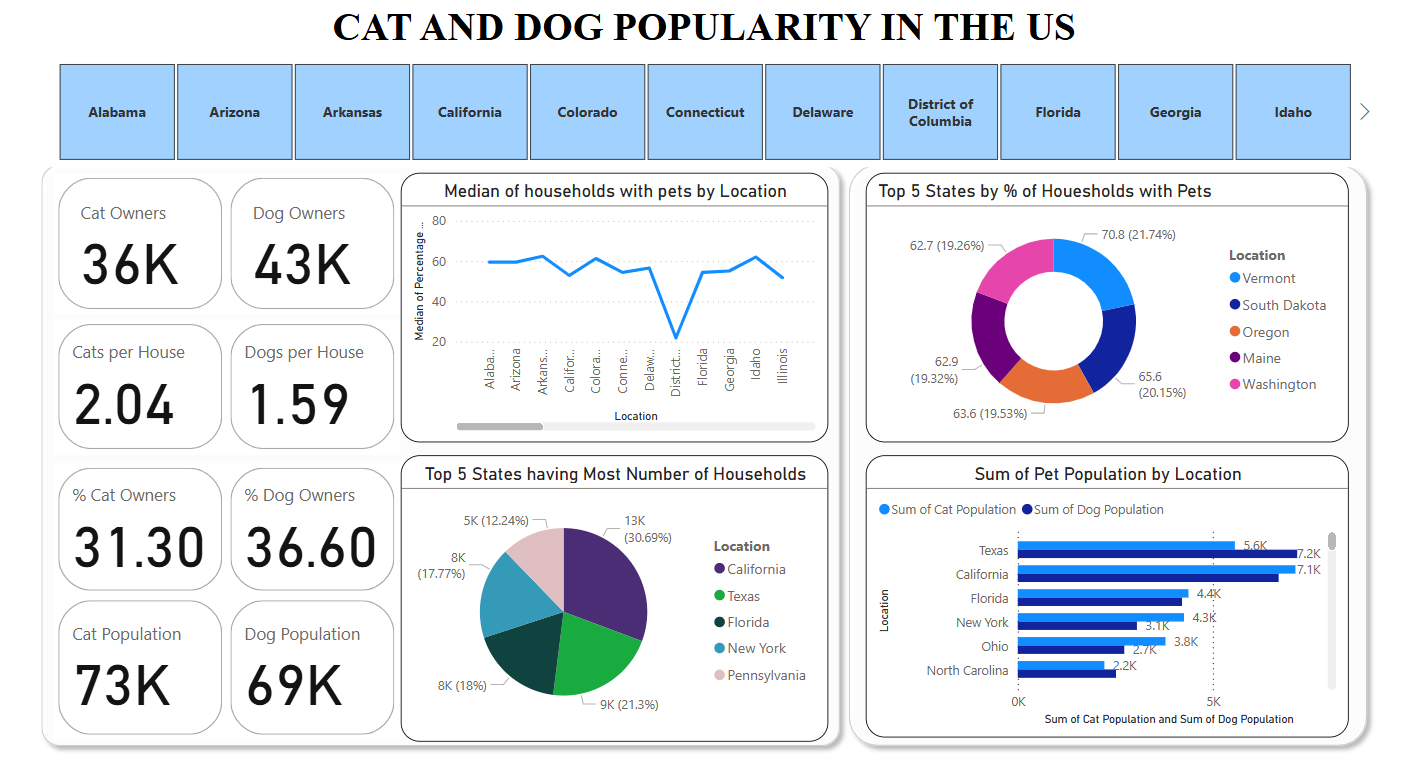 CAT AND DOG POPULARITY IN THE US
Alabama
Arizona
Arkansas
California
Colorado
Connecticut
Delaware
District of
Columbia
Florida
Georgia
Idaho
Cat Owners
36K
Dog Owners
43K
Cats per House
2.04
Dogs per House
1.59
% Cat Owners
31.30
% Dog Owners
36.60
Cat Population
73K
Dog Population
69K
Median of households with pets by Location
Median of Percentage ...
80
60
40
20
Alaba...
Arizona
Arkans...
Califor...
Colora...
Conne...
Delaw...
District...
Florida
Georgia
Idaho
Illinois
Location
Top 5 States having Most Number of Households
5K (12.24%)
13K
(30.69%)
8K
(17.77%)
8K (18%)
9K (21.3%)
Location
California
Texas
Florida
New York
Pennsylvania
Top 5 States by % of Houesholds with Pets
62.7 (19.26%)
70.8 (21.74%)
62.9
(19.32%)
65.6
(20.15%)
63.6 (19.53%)
Location
Vermont
South Dakota
Oregon
Maine
Washington
Sum of Pet Population by Location
Sum of Cat Population
Sum of Dog Population
Location
Texas
5.6K
7.2K
California
7.1K
Florida
4.4K
New York
4.3K
3.1K
Ohio
3.8K
2.7K
North Carolina
2.2K
0K
5K
Sum of Cat Population and Sum of Dog Population